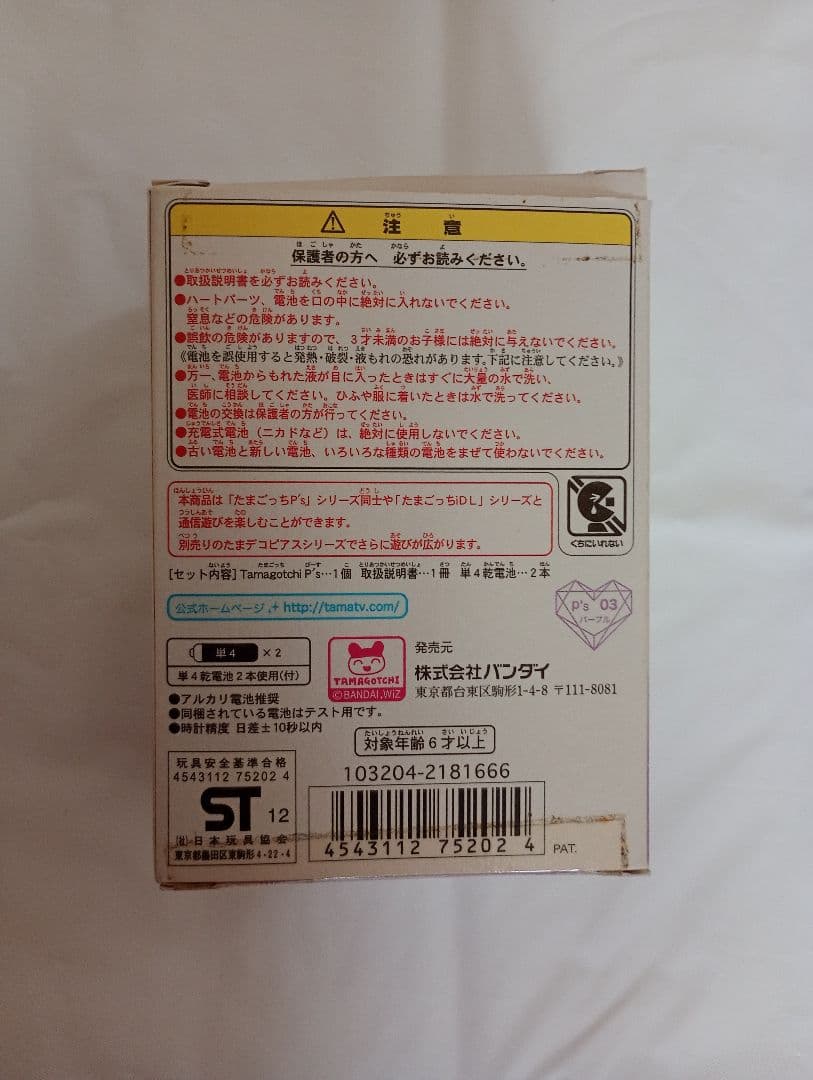 注意
保護者の方へ 必ずお読みください。
●取扱説明書を必ずお読みください。
●ハートパーツ、電池を口の中に絶対に入れないでください。
窒息などの危険があります。
●誤飲の危険がありますので、3才未満のお子様には絶対に与えないでください。
《電池を誤使用すると発熱・破裂・液もれの恐れがあります。下記に注意してください。》
●万一、電池からもれた液が目に入ったときはすぐに大量の水で洗い、
医師に相談してください。ひふや服に着いたときは水で洗ってください。
●電池の交換は保護者の方が行ってください。
●充電式電池（ニカドなど）は、絶対に使用しないでください。
●古い電池と新しい電池、いろいろな種類の電池をまぜて使わないでください。
本商品は「たまごっちP's」シリーズ同士や「たまごっちiDL」シリーズと
通信遊びを楽しむことができます。
別売りのたまデコピアスシリーズでさらに遊びが広がります。
くちにいれない
[セット内容] Tamagotchi P's…1個 取扱説明書…1冊 単4乾電池…2本
公式ホームページ http://tamatv.com/
P's 03
パープル
単4 ×2
単4乾電池2本使用(付)
TAMAGOTCHI
©BANDAI,WiZ
発売元
株式会社バンダイ
東京都台東区駒形1-4-8 〒111-8081
●アルカリ電池推奨
●同梱されている電池はテスト用です。
●時計精度 日差±10秒以内
対象年齢6才以上
玩具安全基準合格
4543112 75202 4
ST 12
(社)日本玩具協会
東京都墨田区東駒形4-22-4
103204-2181666
4543112 75202 4
PAT.